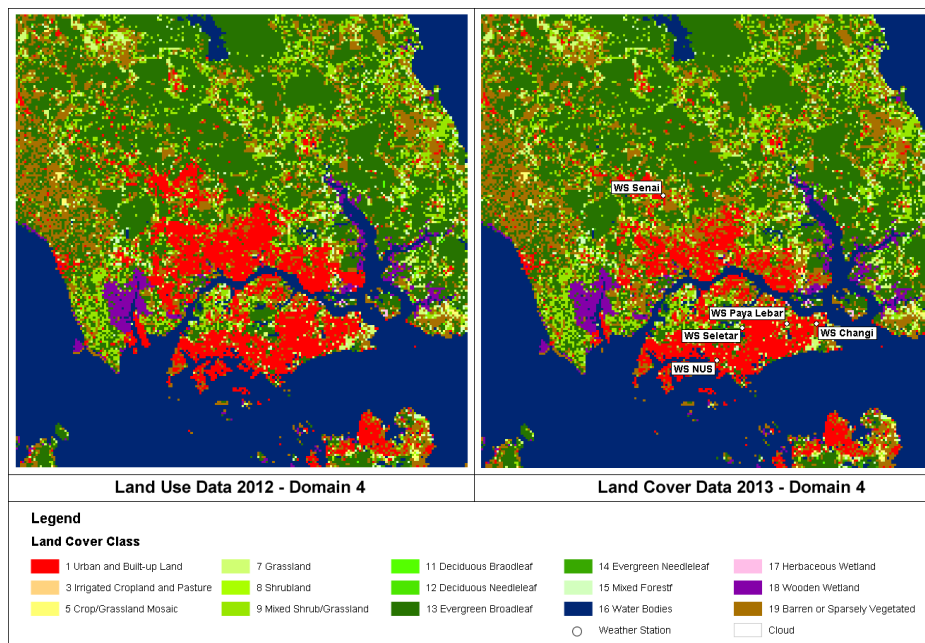 WS Senai
WS Paya Lebar
WS Seletar
WS Changi
WS NUS
Land Use Data 2012 - Domain 4
Land Cover Data 2013 - Domain 4
Legend
Land Cover Class
1 Urban and Built-up Land
3 Irrigated Cropland and Pasture
5 Crop/Grassland Mosaic
7 Grassland
8 Shrubland
9 Mixed Shrub/Grassland
11 Deciduous Braodleaf
12 Deciduous Needleleaf
13 Evergreen Broadleaf
14 Evergreen Needleleaf
15 Mixed Forestf
16 Water Bodies
Weather Station
17 Herbaceous Wetland
18 Wooden Wetland
19 Barren or Sparsely Vegetated
Cloud